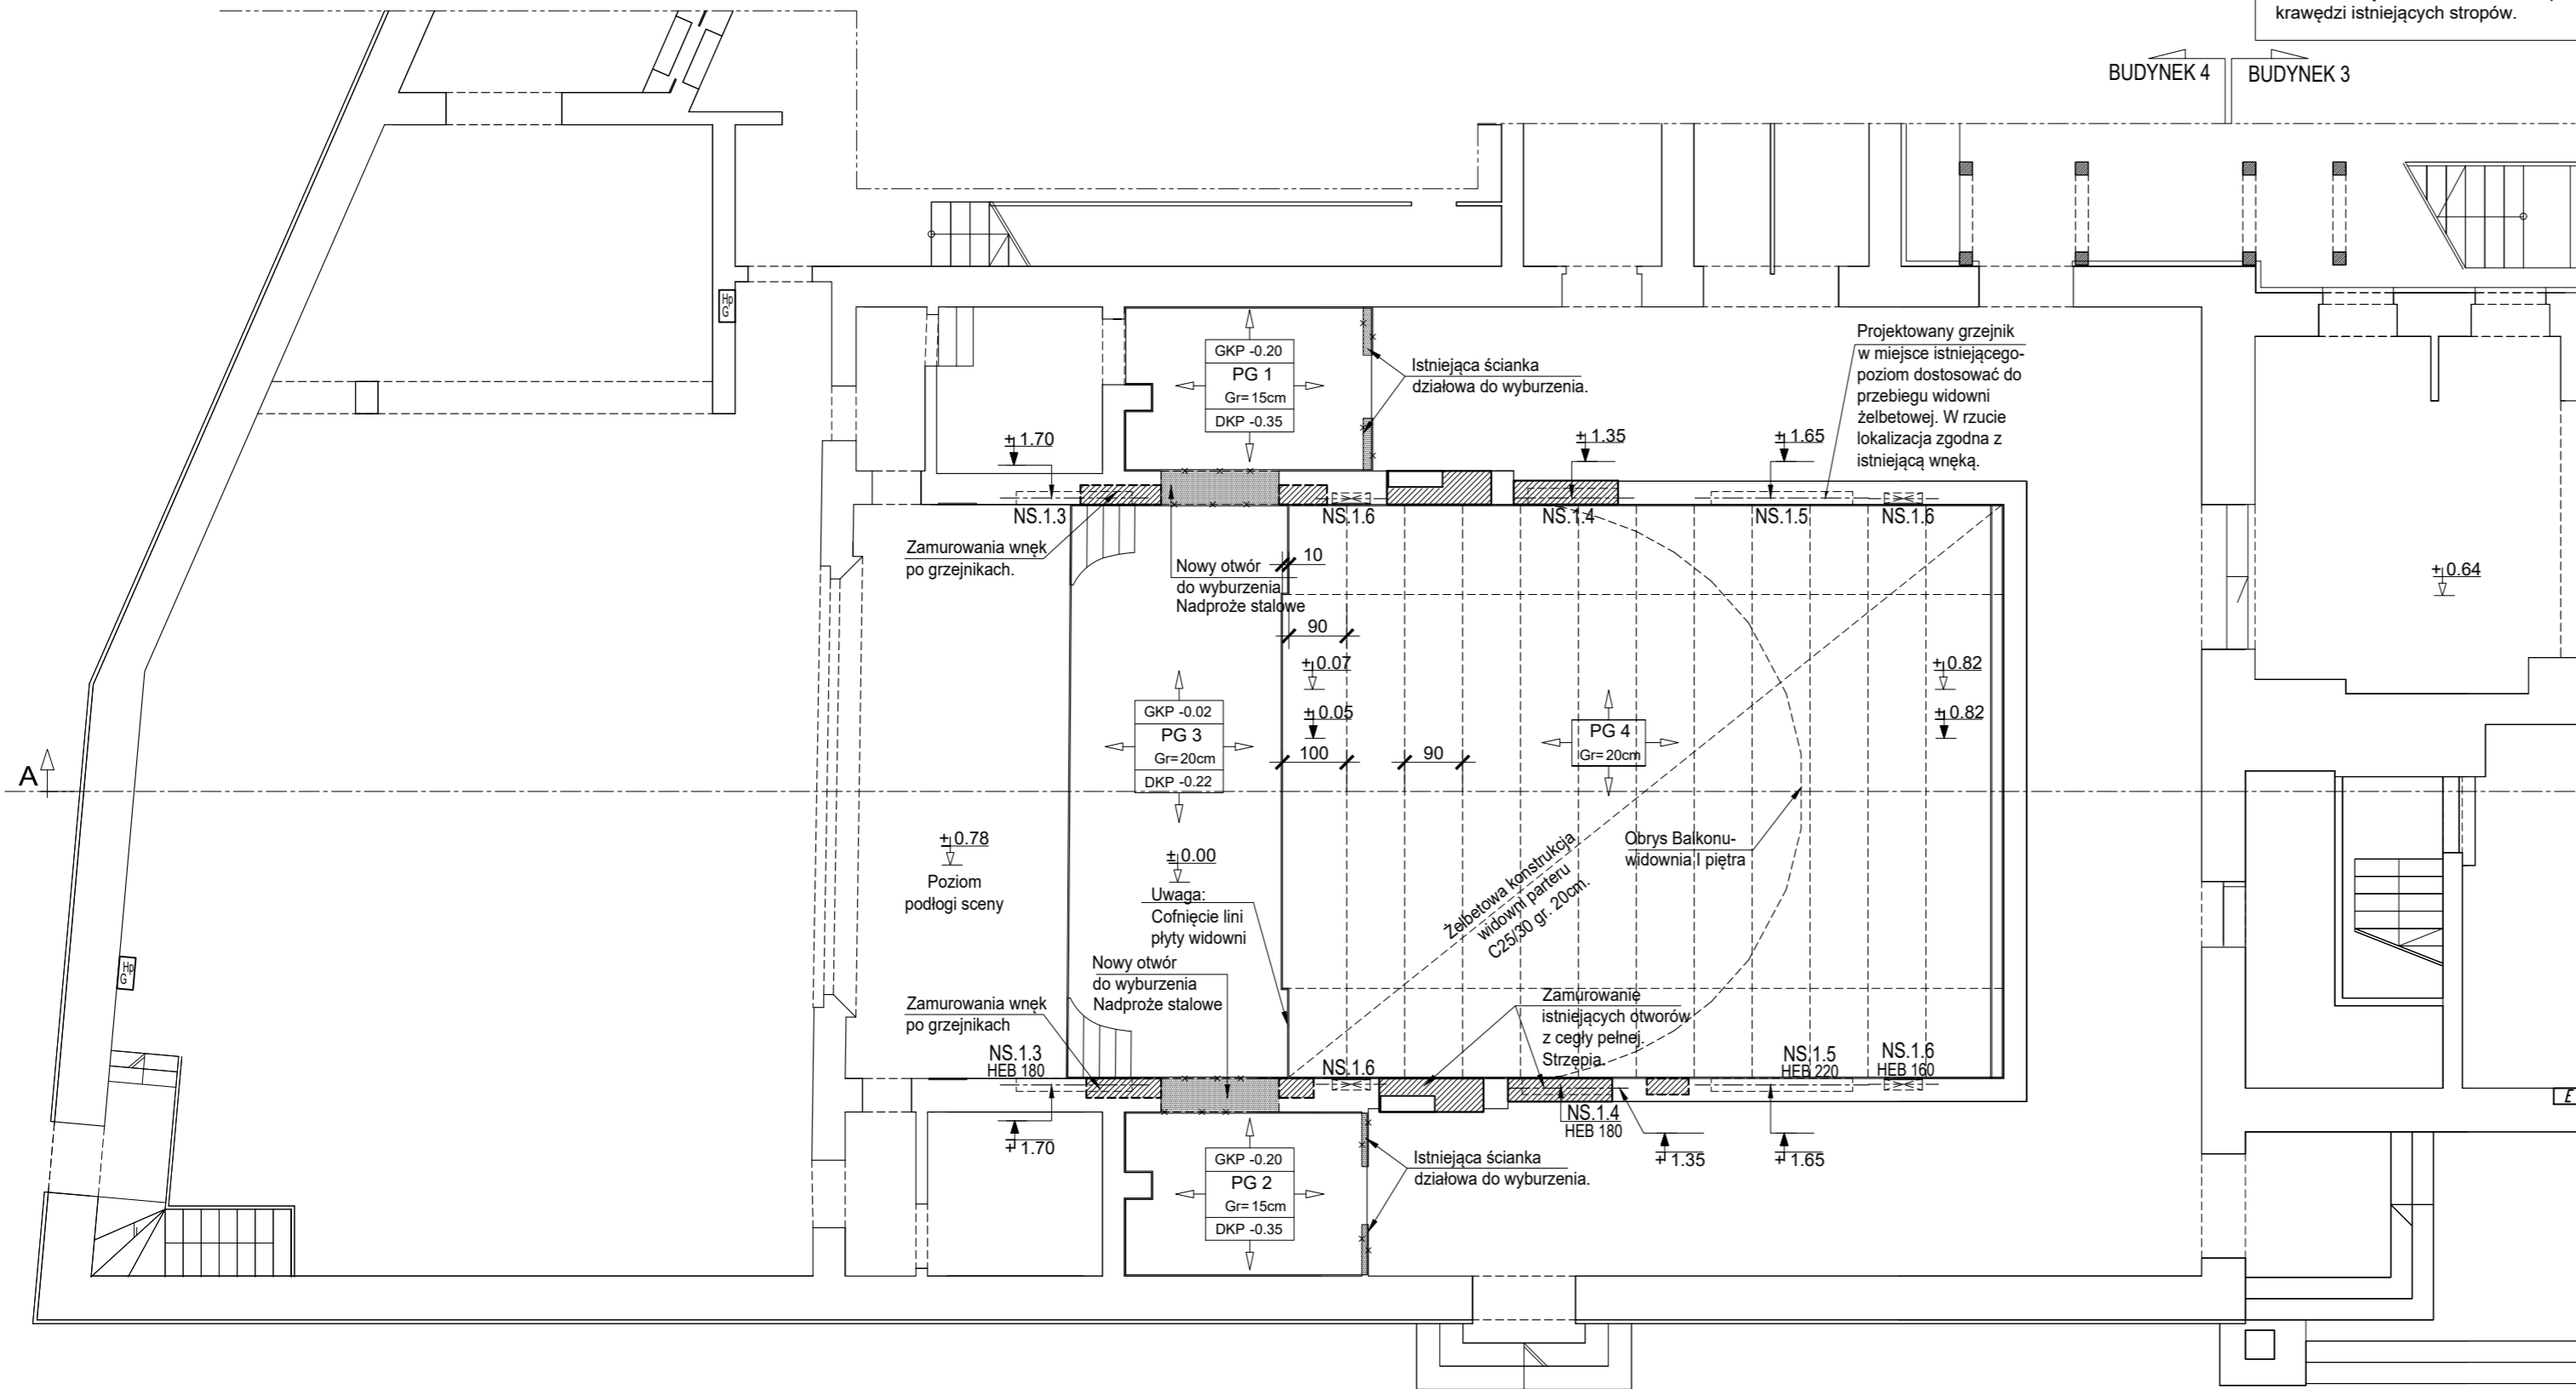 krawędzi istniejących stropów.
BUDYNEK 4
BUDYNEK 3
Hp
G
GKP -0.20
PG 1
Gr= 15cm
DKP -0.35
Istniejąca ścianka
działowa do wyburzenia.
Projektowany grzejnik
w miejsce istniejącego-
poziom dostosować do
przebiegu widowni
żelbetowej. W rzucie
lokalizacja zgodna z
istniejącą wnęką.
+1.70
+1.35
+1.65
NS.1.3
NS.1.6
NS.1.4
NS.1.5
NS.1.6
Zamurowania wnęk
po grzejnikach.
Nowy otwór
do wyburzenia
Nadproże stalowe
10
90
+0.64
+0.07
+0.05
+0.82
+0.82
GKP -0.02
PG 3
Gr= 20cm
DKP -0.22
PG 4
Gr= 20cm
100
90
A
+0.78
Poziom
podłogi sceny
±0.00
Uwaga:
Cofnięcie lini
płyty widowni
Obrys Balkonu-
widownia I piętra
Żelbetowa konstrukcja
widowni parteru
C25/30 gr. 20cm.
Hp
G
Nowy otwór
do wyburzenia
Nadproże stalowe
Zamurowania wnęk
po grzejnikach
Zamurowanie
istniejących otworów
z cegły pełnej.
Strzępia.
NS.1.3
HEB 180
NS.1.6
NS.1.5
HEB 220
NS.1.6
HEB 160
NS.1.4
HEB 180
+1.70
+1.35
+1.65
E
GKP -0.20
PG 2
Gr= 15cm
DKP -0.35
Istniejąca ścianka
działowa do wyburzenia.